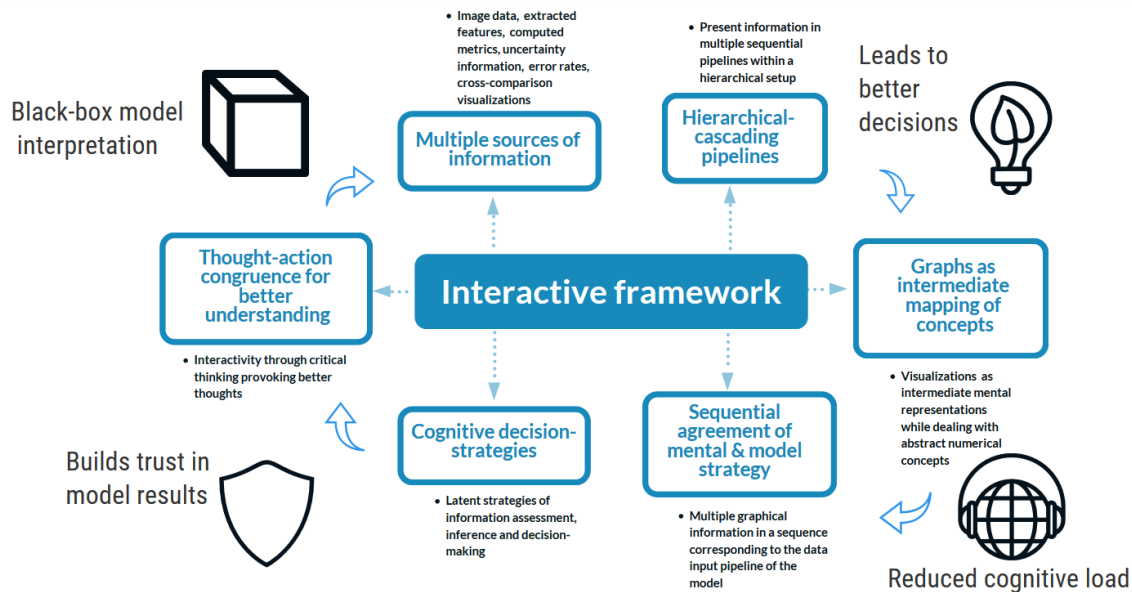 • Image data, extracted
features, computed
metrics, uncertainty
information, error rates,
cross-comparison
visualizations
• Present information in
multiple sequential
pipelines within a
hierarchical setup
Leads to
better
decisions
Black-box model
interpretation
Multiple sources of
information
Hierarchical-
cascading
pipelines
Thought-action
congruence for
better
understanding
Interactive framework
Graphs as
intermediate
mapping of
concepts
• Interactivity through critical
thinking provoking better
thoughts
• Visualizations as
intermediate mental
representations
while dealing with
abstract numerical
concepts
Cognitive decision-
strategies
Sequential
agreement of
mental & model
strategy
Builds trust in
model results
• Latent strategies of
information assessment,
inference and decision-
making
• Multiple graphical
information in a sequence
corresponding to the data
input pipeline of the
model
Reduced cognitive load